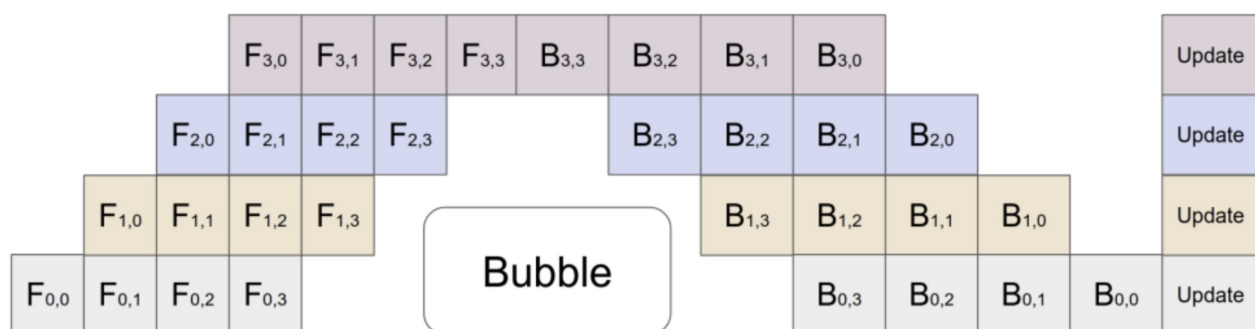 F3,0 F3,1 F3,2 F3,3 B3,3 B3,2 B3,1 B3,0 Update
F2,0 F2,1 F2,2 F2,3 B2,3 B2,2 B2,1 B2,0 Update
F1,0 F1,1 F1,2 F1,3 B1,3 B1,2 B1,1 B1,0 Update
Bubble
F0,0 F0,1 F0,2 F0,3 B0,3 B0,2 B0,1 B0,0 Update